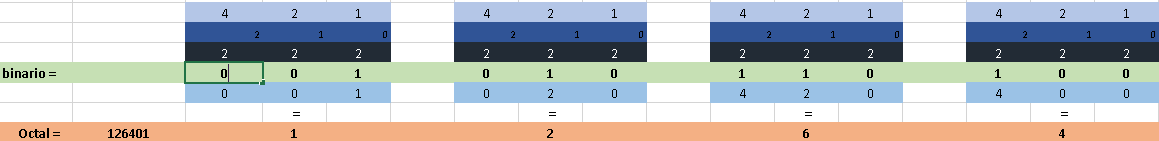 4 2 1 4 2 1 4 2 1 4 2 1
2 1 0 2 1 0 2 1 0 2 1 0
2 2 2 2 2 2 2 2 2 2 2 2
binario = 0 0 1 0 1 0 1 1 0 1 0 0
0 0 1 0 2 0 4 2 0 4 0 0
= = = =
Octal = 126401 1 2 6 4